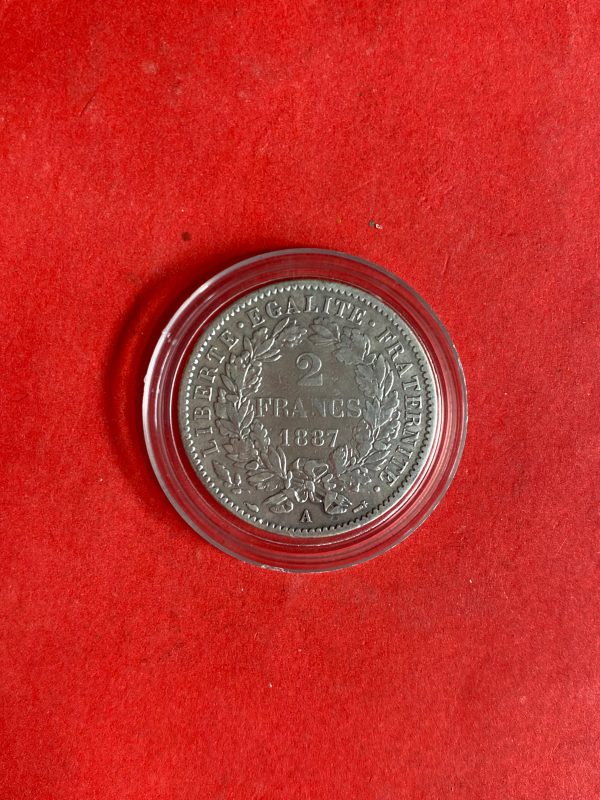 LIBERTE · EGALITE · FRATERNITE ·
2
FRANCS
1887
A